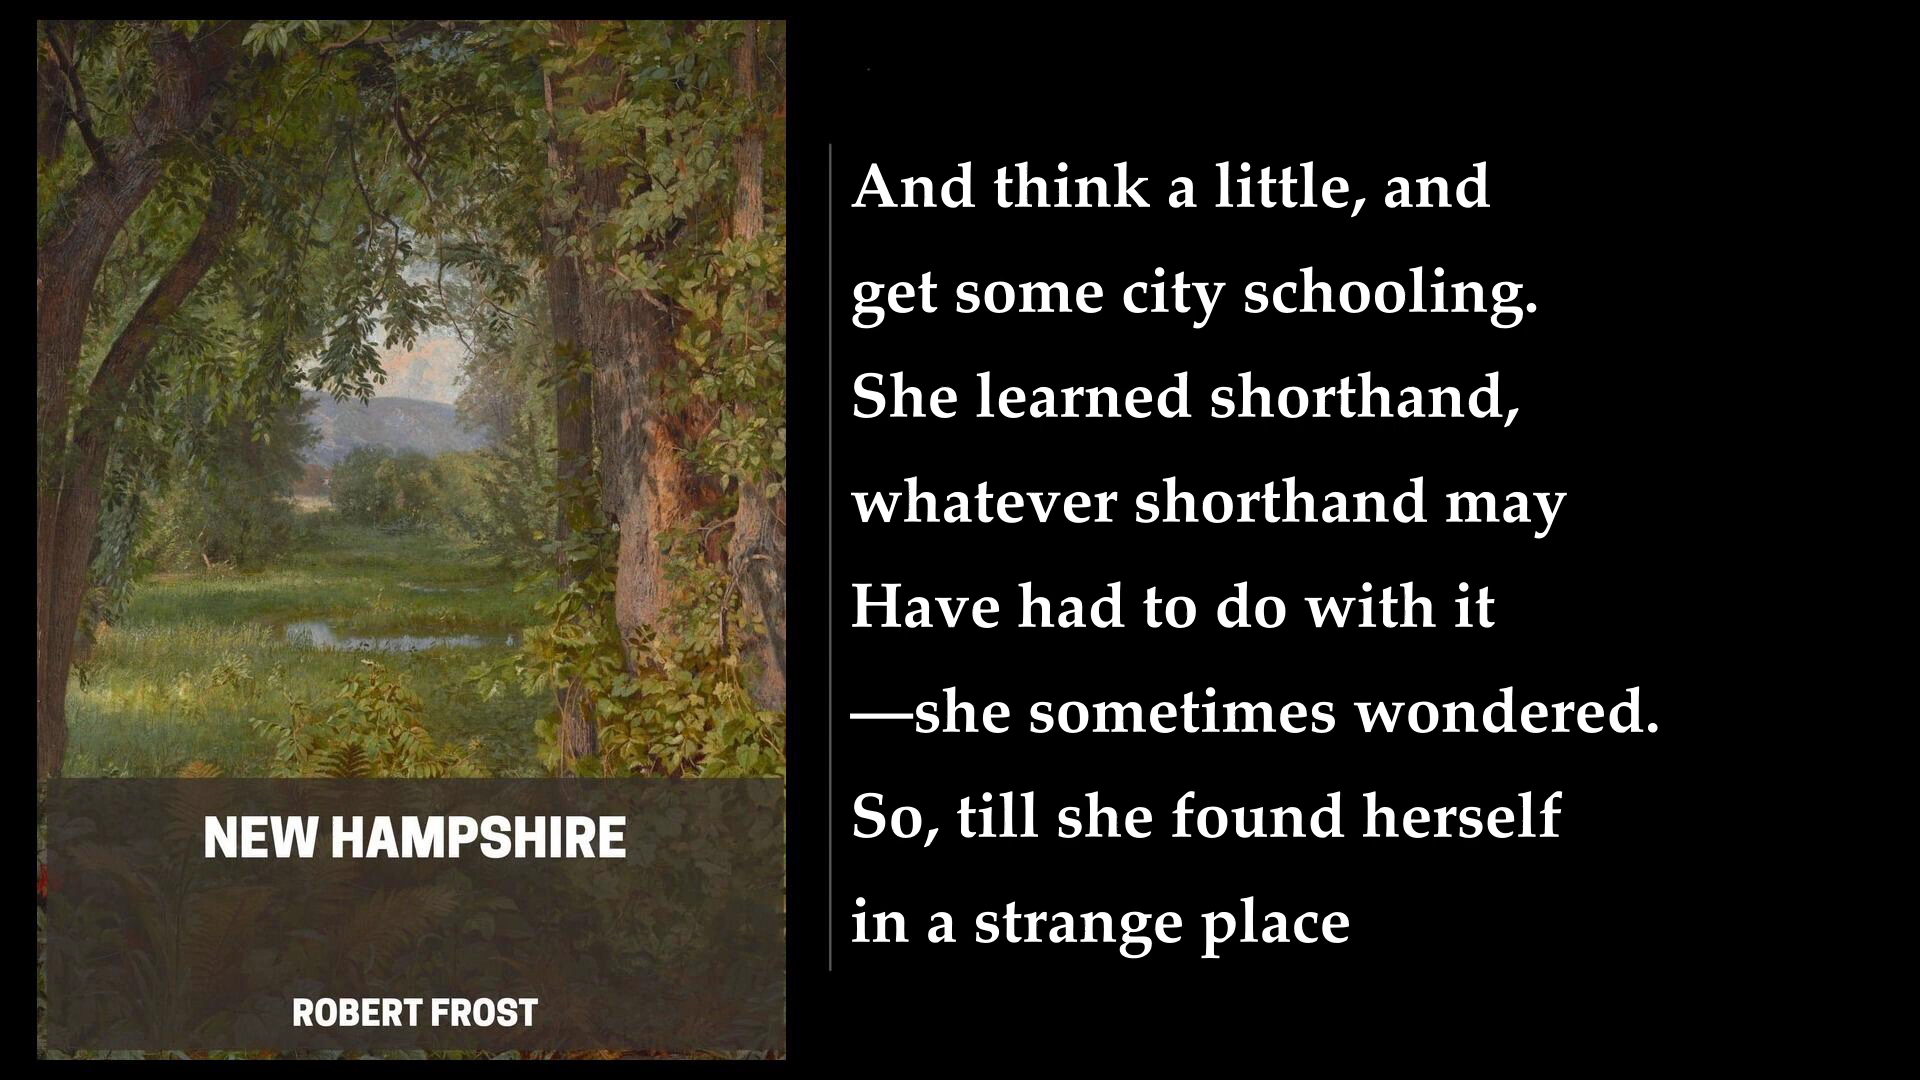 NEW HAMPSHIRE
ROBERT FROST
And think a little, and
get some city schooling.
She learned shorthand,
whatever shorthand may
Have had to do with it
—she sometimes wondered.
So, till she found herself
in a strange place